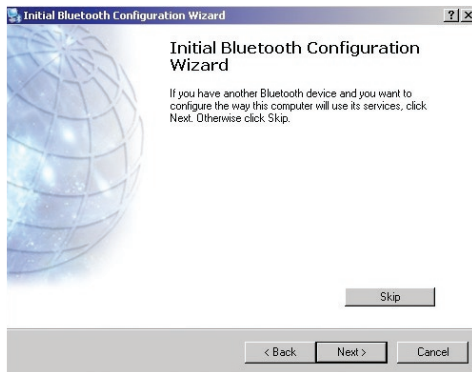 Initial Bluetooth Configuration Wizard
Initial Bluetooth Configuration
Wizard
If you have another Bluetooth device and you want to
configure the way this computer will use its services, click
Next. Otherwise click Skip.
Skip
< Back Next > Cancel